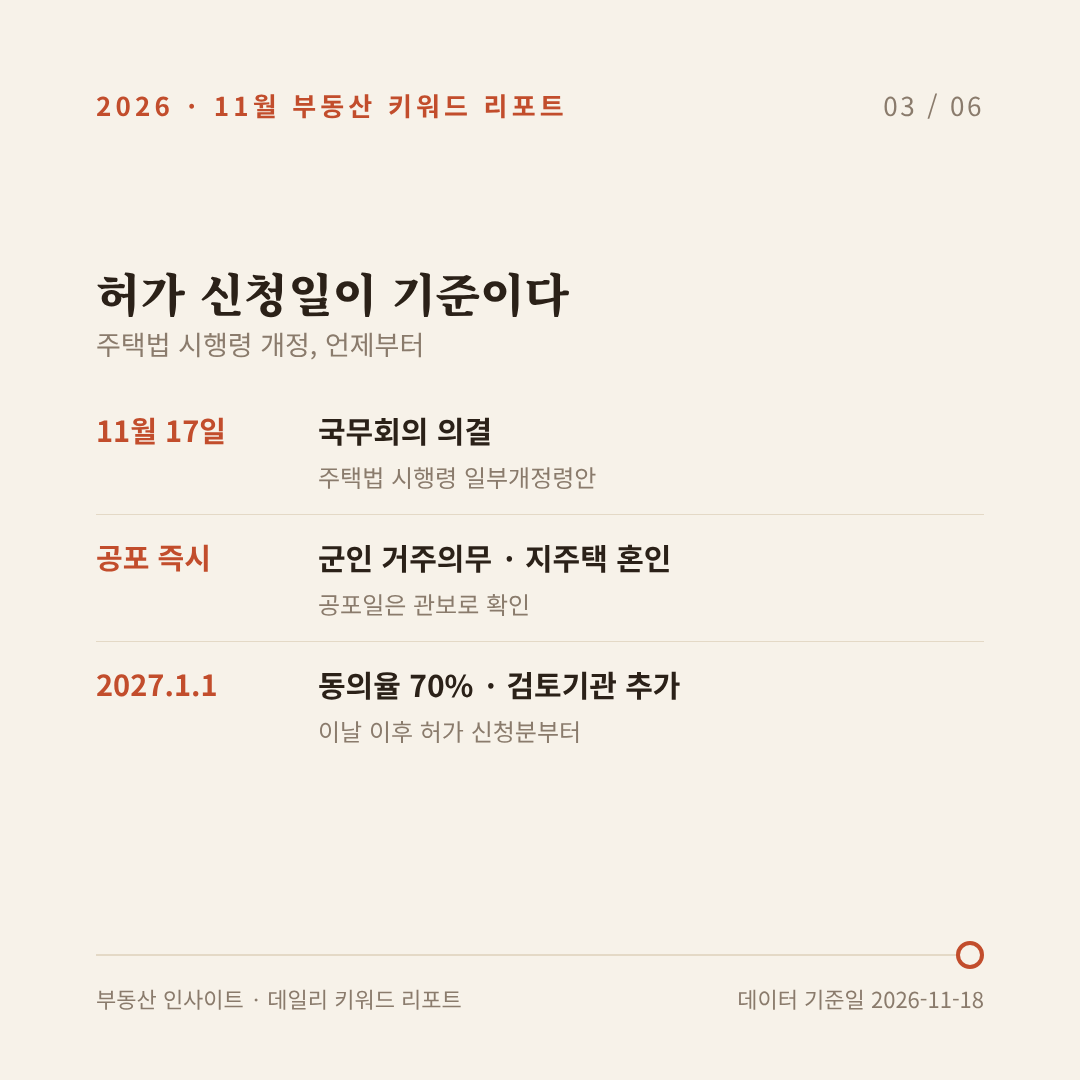 2026 · 11월 부동산 키워드 리포트
03 / 06
허가 신청일이 기준이다
주택법 시행령 개정, 언제부터
11월 17일
국무회의 의결
주택법 시행령 일부개정령안
공포 즉시
군인 거주의무 · 지주택 혼인
공포일은 관보로 확인
2027.1.1
동의율 70% · 검토기관 추가
이날 이후 허가 신청분부터
부동산 인사이트 · 데일리 키워드 리포트
데이터 기준일 2026-11-18